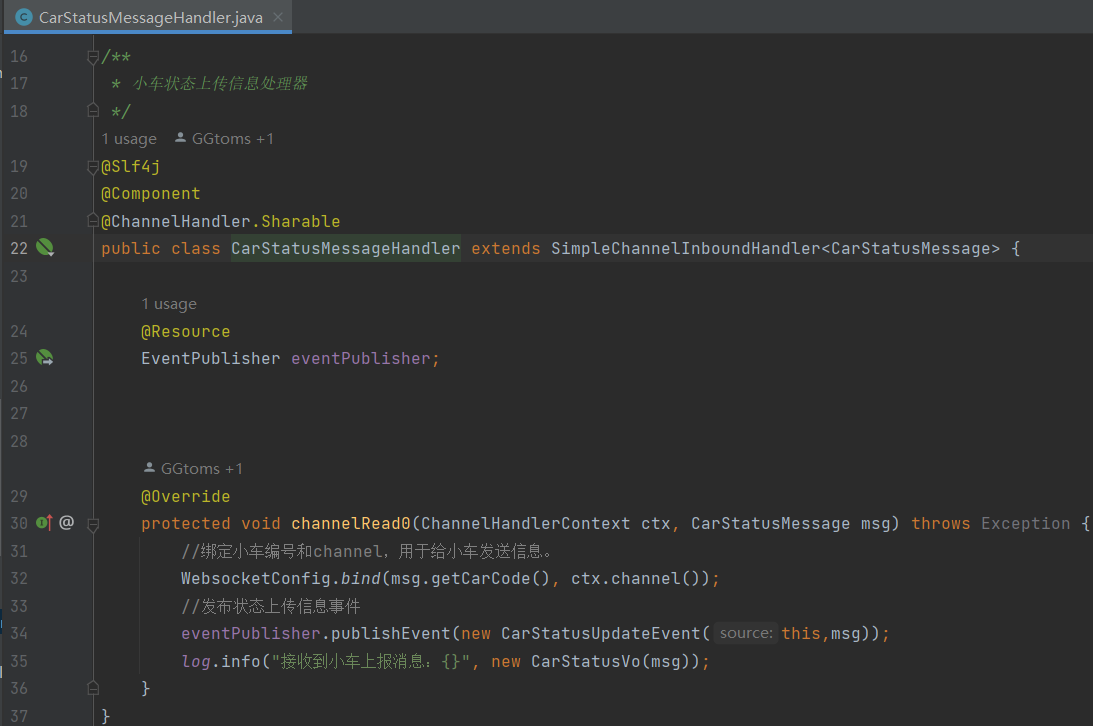 CarStatusMessageHandler.java
16 /**
17 * 小车状态上传信息处理器
18 */
1 usage GGtoms +1
19 @Slf4j
20 @Component
21 @ChannelHandler.Sharable
22 public class CarStatusMessageHandler extends SimpleChannelInboundHandler<CarStatusMessage> {
23
1 usage
24 @Resource
25 EventPublisher eventPublisher;
26
27
28
GGtoms +1
29 @Override
30 @ protected void channelRead0(ChannelHandlerContext ctx, CarStatusMessage msg) throws Exception {
31 //绑定小车编号和channel，用于给小车发送信息。
32 WebsocketConfig.bind(msg.getCarCode(), ctx.channel());
33 //发布状态上传信息事件
34 eventPublisher.publishEvent(new CarStatusUpdateEvent( source: this,msg));
35 log.info("接收到小车上报消息：{}", new CarStatusVo(msg));
36 }
37 }